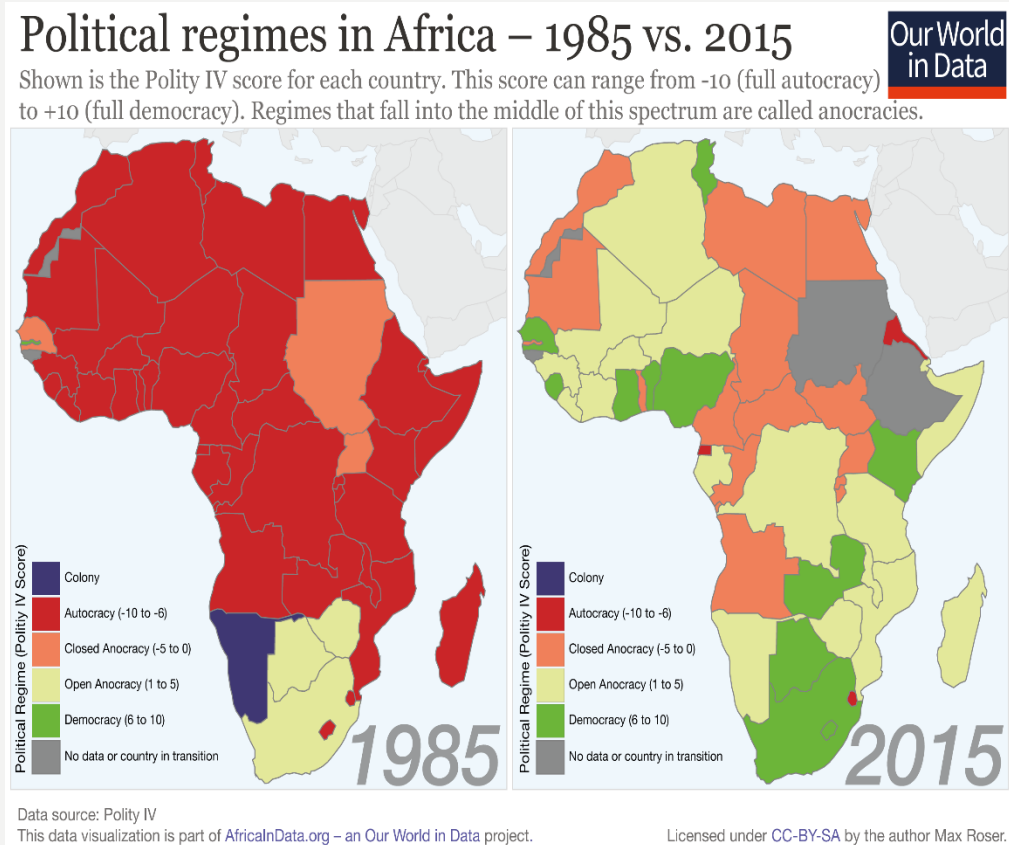 Political regimes in Africa – 1985 vs. 2015
Our World
in Data
Shown is the Polity IV score for each country. This score can range from -10 (full autocracy)
to +10 (full democracy). Regimes that fall into the middle of this spectrum are called anocracies.
Political Regime (Polity IV Score)
Colony
Autocracy (-10 to -6)
Closed Anocracy (-5 to 0)
Open Anocracy (1 to 5)
Democracy (6 to 10)
No data or country in transition
1985
Political Regime (Polity IV Score)
Colony
Autocracy (-10 to -6)
Closed Anocracy (-5 to 0)
Open Anocracy (1 to 5)
Democracy (6 to 10)
No data or country in transition
2015
Data source: Polity IV
This data visualization is part of AfricaInData.org – an Our World in Data project.
Licensed under CC-BY-SA by the author Max Roser.